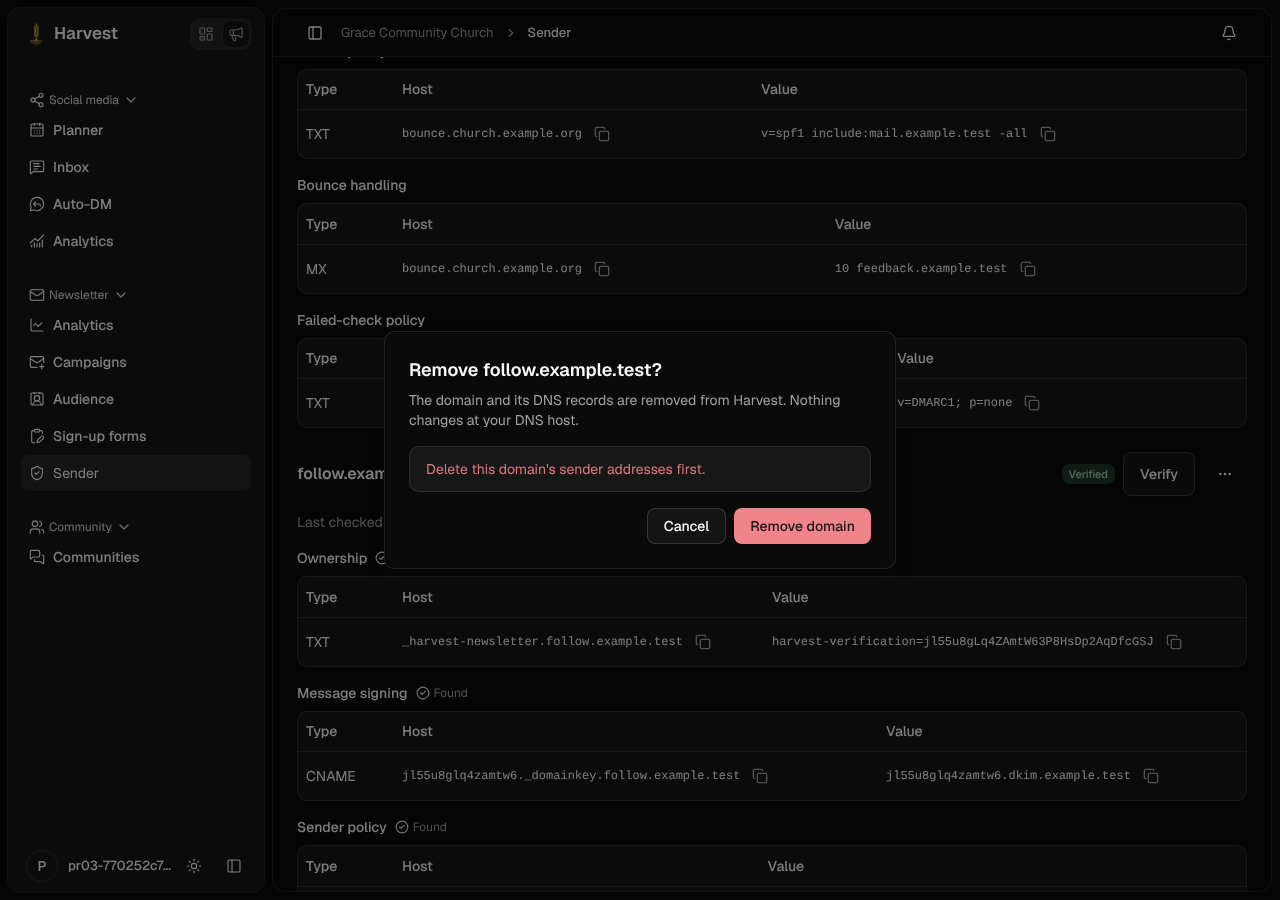 Harvest
Grace Community Church > Sender
Social media
Planner
Inbox
Auto-DM
Analytics
Newsletter
Analytics
Campaigns
Audience
Sign-up forms
Sender
Community
Communities
pr03-770252c7…
P
Type Host Value
TXT bounce.church.example.org v=spf1 include:mail.example.test -all
Bounce handling
Type Host Value
MX bounce.church.example.org 10 feedback.example.test
Failed-check policy
Type Value
TXT v=DMARC1; p=none
Remove follow.example.test?
The domain and its DNS records are removed from Harvest. Nothing
changes at your DNS host.
Delete this domain's sender addresses first.
Cancel Remove domain
follow.exam Verified Verify
Last checked
Ownership
Type Host Value
TXT _harvest-newsletter.follow.example.test harvest-verification=jl55u8gLq4ZAmtW63P8HsDp2AqDfcGSJ
Message signing Found
Type Host Value
CNAME jl55u8glq4zamtw6._domainkey.follow.example.test jl55u8glq4zamtw6.dkim.example.test
Sender policy Found
Type Host Value